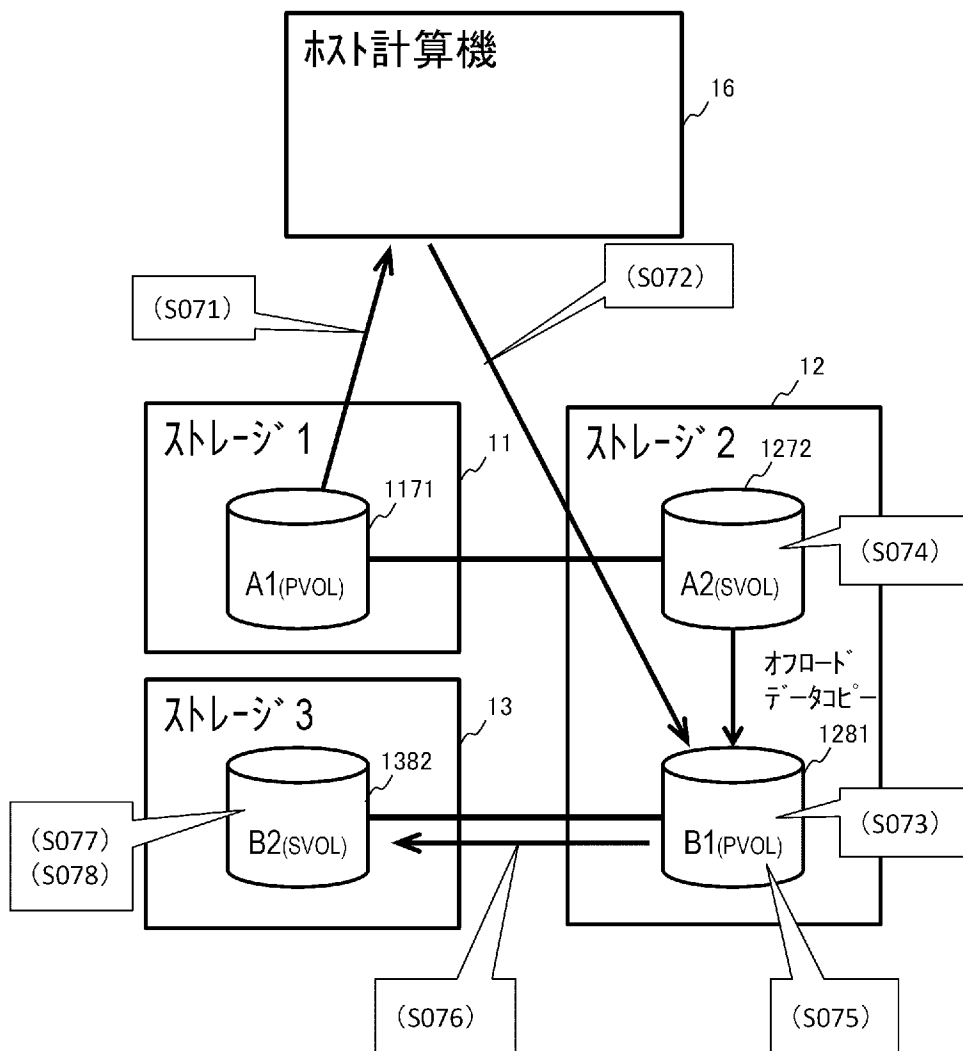 ホスト計算機
16
（S071）
（S072）
12
ストレージ1
11
ストレージ2
1171
1272
A1(PVOL)
A2(SVOL)
（S074）
オフロード
データコピー
ストレージ3
13
1382
1281
（S077）
（S078）
B2(SVOL)
B1(PVOL)
（S073）
（S076）
（S075）